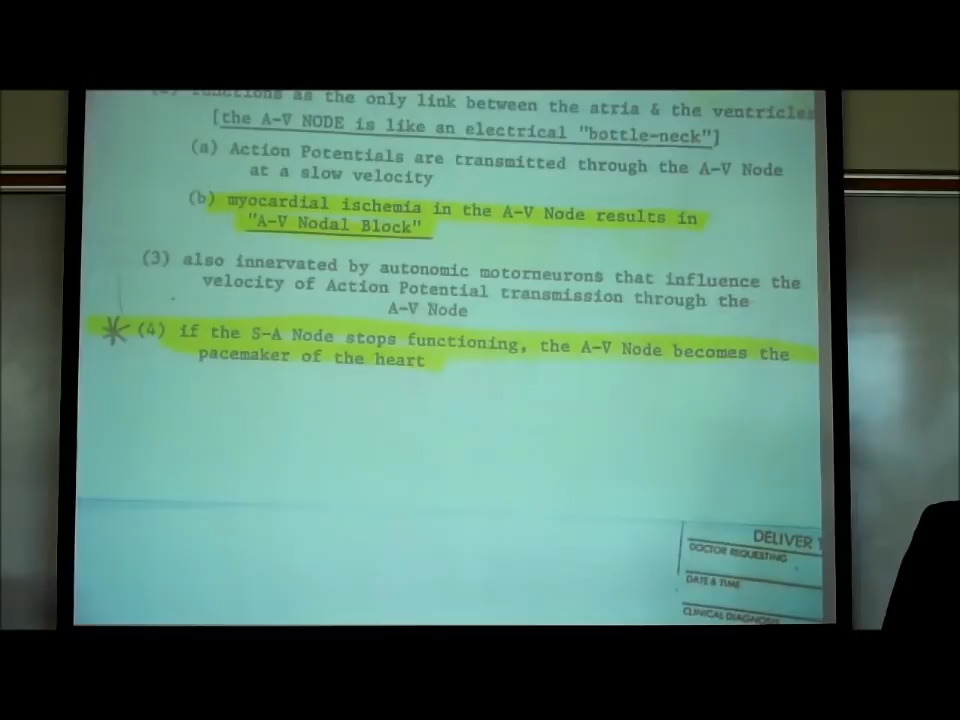 functions as the only link between the atria & the ventricles
[the A-V NODE is like an electrical "bottle-neck"]
(a) Action Potentials are transmitted through the A-V Node
at a slow velocity
(b) myocardial ischemia in the A-V Node results in
"A-V Nodal Block"
(3) also innervated by autonomic motorneurons that influence the
velocity of Action Potential transmission through the
A-V Node
(4) if the S-A Node stops functioning, the A-V Node becomes the
pacemaker of the heart
DELIVER
DOCTOR REQUESTING
DATE & TIME
CLINICAL DIAGNOSIS